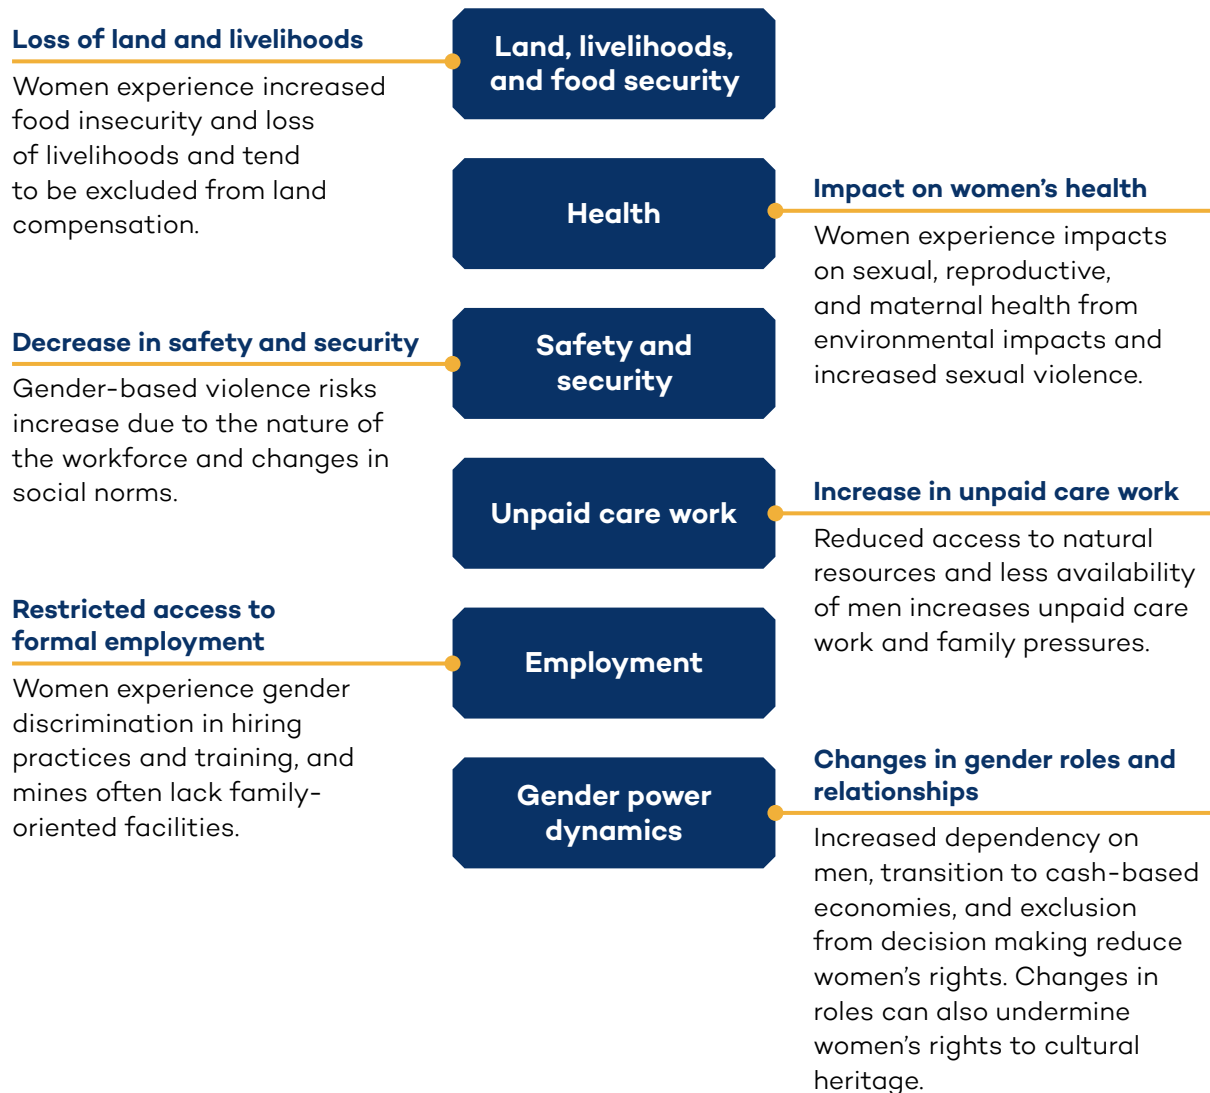 Loss of land and livelihoods
Women experience increased
food insecurity and loss
of livelihoods and tend
to be excluded from land
compensation.
Land, livelihoods,
and food security
Health
Impact on women's health
Women experience impacts
on sexual, reproductive,
and maternal health from
environmental impacts and
increased sexual violence.
Decrease in safety and security
Gender-based violence risks
increase due to the nature of
the workforce and changes in
social norms.
Safety and
security
Unpaid care work
Increase in unpaid care work
Reduced access to natural
resources and less availability
of men increases unpaid care
work and family pressures.
Restricted access to
formal employment
Women experience gender
discrimination in hiring
practices and training, and
mines often lack family-
oriented facilities.
Employment
Gender power
dynamics
Changes in gender roles and
relationships
Increased dependency on
men, transition to cash-based
economies, and exclusion
from decision making reduce
women's rights. Changes in
roles can also undermine
women's rights to cultural
heritage.